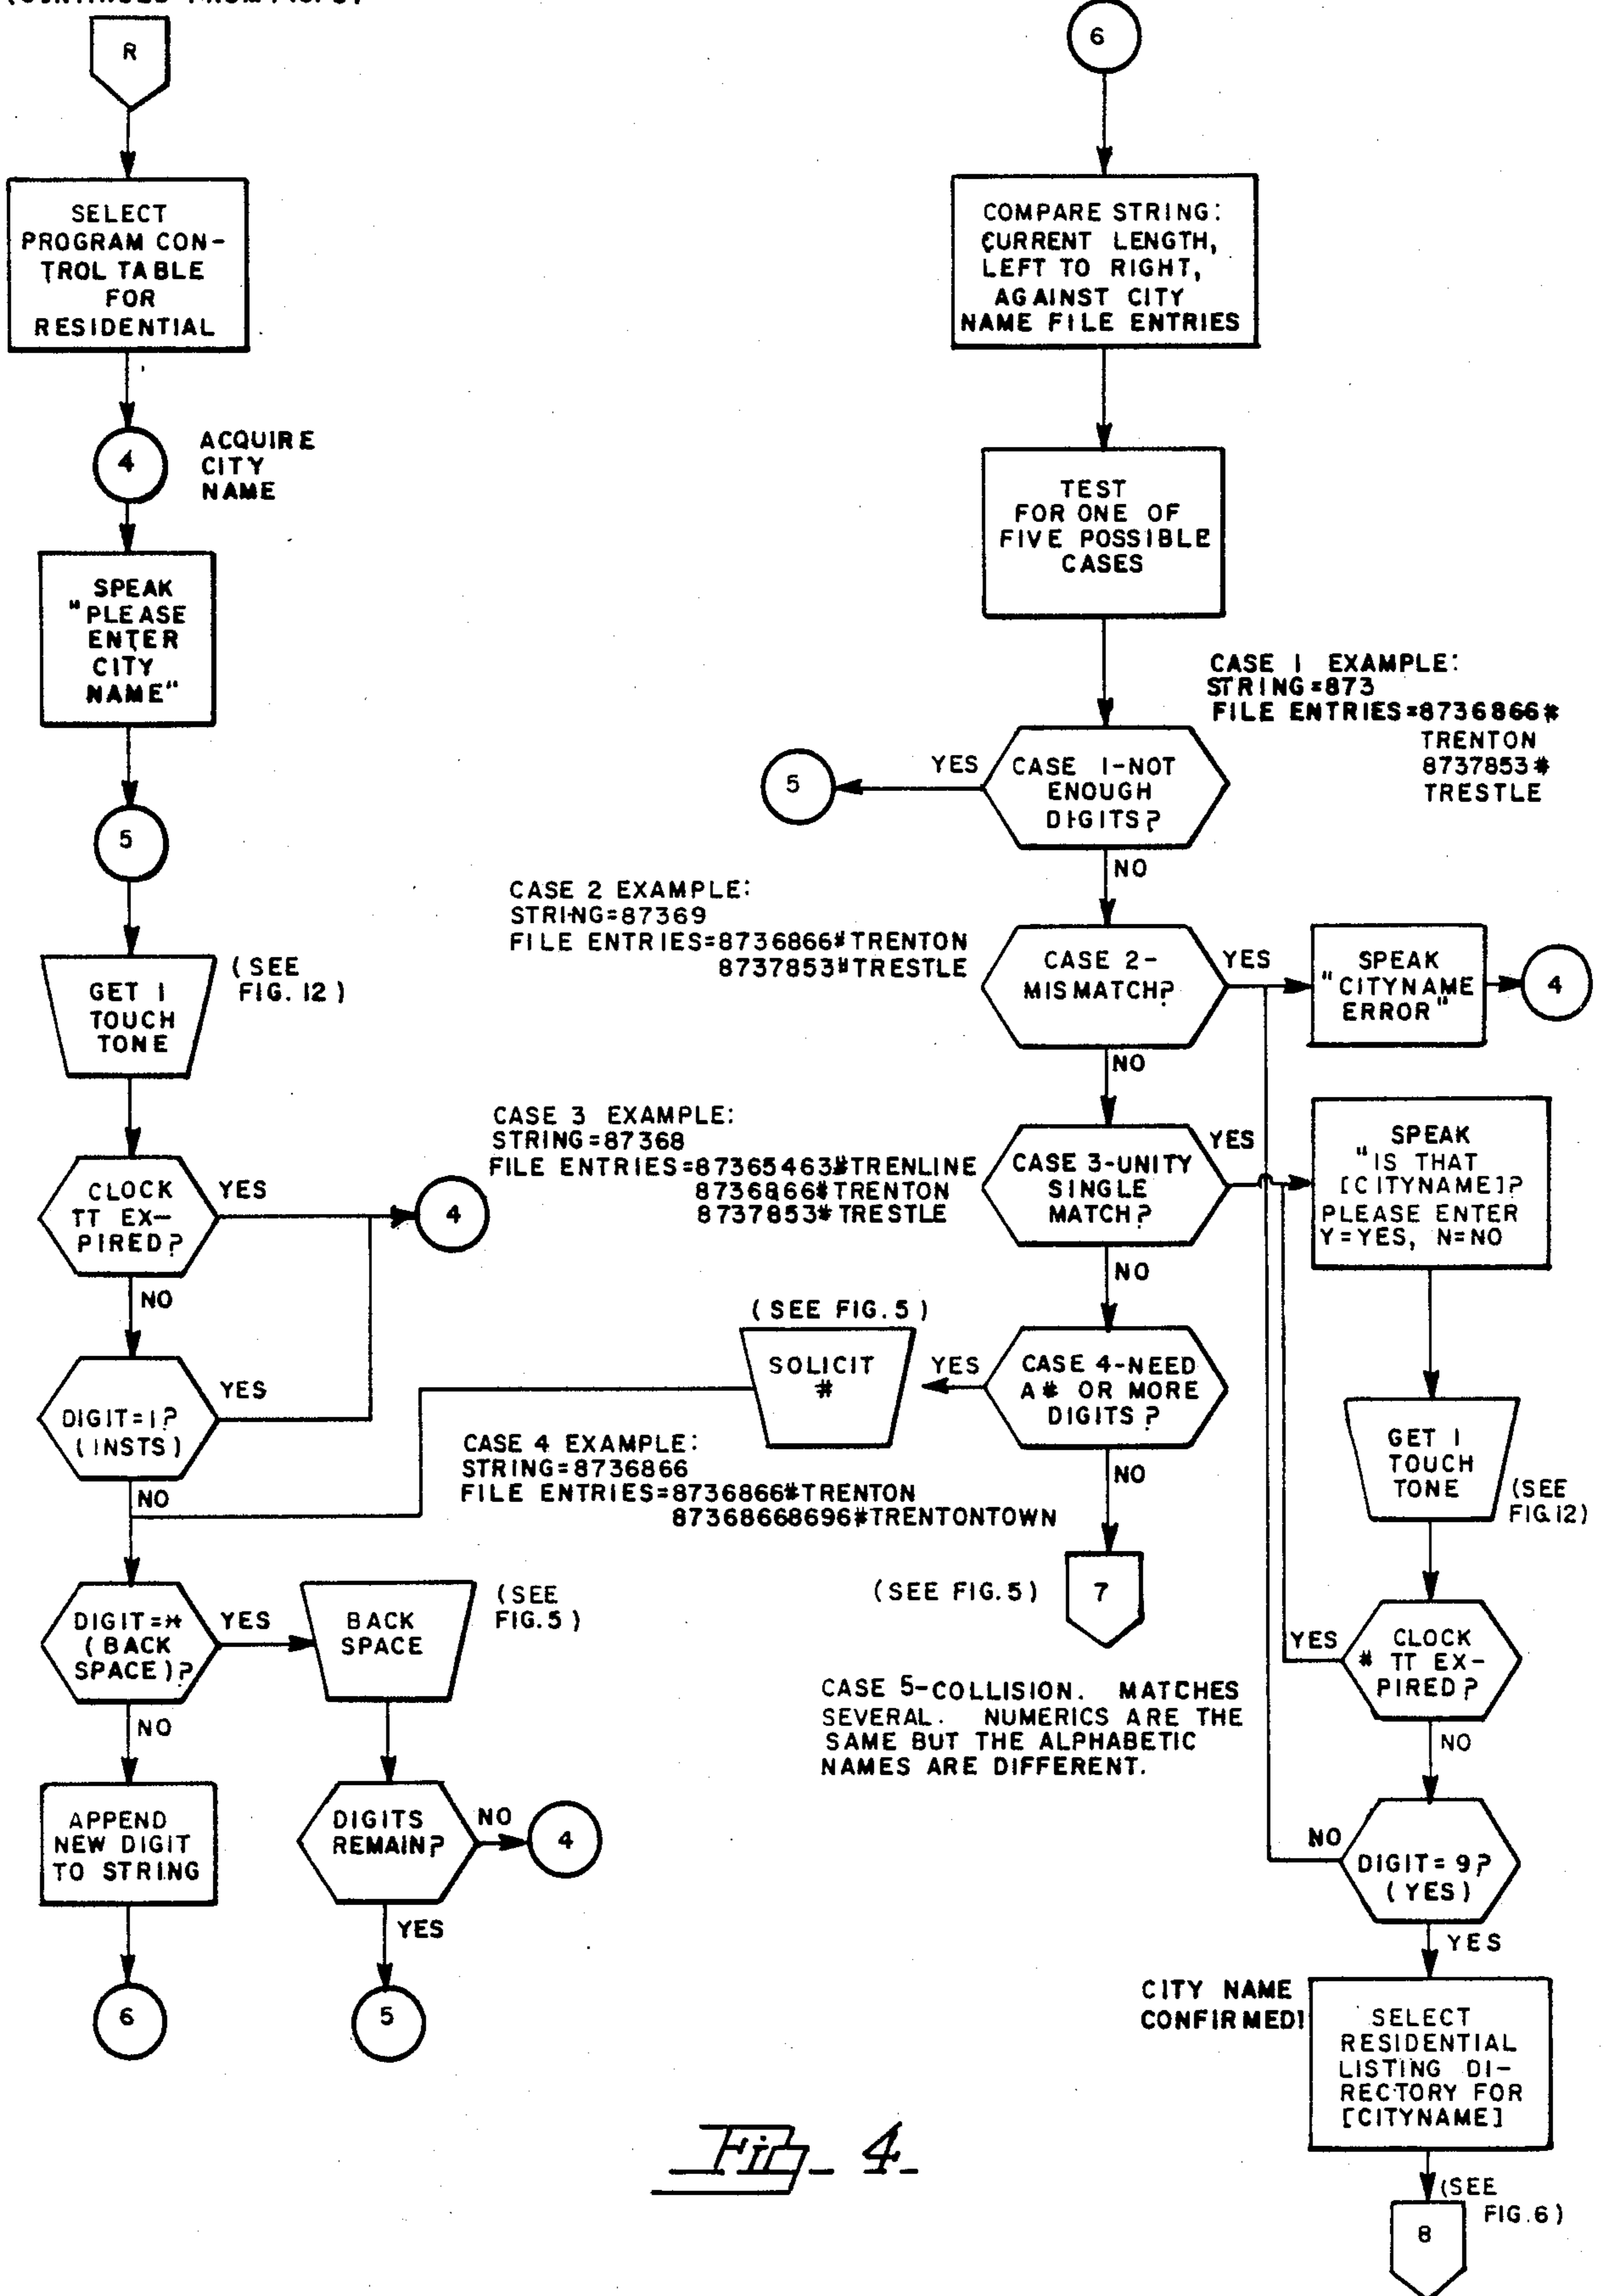 R
SELECT
PROGRAM CON-
TROL TABLE
FOR
RESIDENTIAL
4
ACQUIRE
CITY
NAME
SPEAK
"PLEASE
ENTER
CITY
NAME"
5
GET 1
TOUCH
TONE
(SEE
FIG. 12)
CLOCK
TT EX-
PIRED?
YES
4
NO
DIGIT=1?
(INSTS)
YES
NO
DIGIT=*
(BACK
SPACE)?
YES
BACK
SPACE
(SEE
FIG.5)
NO
APPEND
NEW DIGIT
TO STRING
6
DIGITS
REMAIN?
NO
4
YES
5
6
COMPARE STRING:
CURRENT LENGTH,
LEFT TO RIGHT,
AGAINST CITY
NAME FILE ENTRIES
TEST
FOR ONE OF
FIVE POSSIBLE
CASES
CASE 1 EXAMPLE:
STRING=873
FILE ENTRIES=8736866#
TRENTON
8737853#
TRESTLE
CASE 1-NOT
ENOUGH
DIGITS?
YES
5
NO
CASE 2 EXAMPLE:
STRING=87369
FILE ENTRIES=8736866#TRENTON
8737853#TRESTLE
CASE 2-
MISMATCH?
YES
SPEAK
"CITYNAME
ERROR"
4
NO
CASE 3 EXAMPLE:
STRING=87368
FILE ENTRIES=87365463#TRENLINE
8736866#TRENTON
8737853#TRESTLE
CASE 3-UNITY
SINGLE
MATCH?
YES
SPEAK
"IS THAT
[CITYNAME]?
PLEASE ENTER
Y=YES, N=NO
NO
(SEE FIG.5)
SOLICIT
#
YES
CASE 4-NEED
A# OR MORE
DIGITS?
CASE 4 EXAMPLE:
STRING=8736866
FILE ENTRIES=8736866#TRENTON
87368668696#TRENTONTOWN
NO
(SEE FIG.5)
7
CASE 5-COLLISION. MATCHES
SEVERAL. NUMERICS ARE THE
SAME BUT THE ALPHABETIC
NAMES ARE DIFFERENT.
GET 1
TOUCH
TONE
(SEE
FIG.12)
CLOCK
# TT EX-
PIRED?
YES
NO
DIGIT=9?
(YES)
NO
YES
CITY NAME
CONFIRMED!
SELECT
RESIDENTIAL
LISTING DI-
RECTORY FOR
[CITYNAME]
(SEE
FIG.6)
8
Fig_ 4_